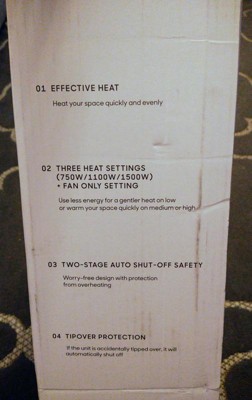 01 EFFECTIVE HEAT
Heat your space quickly and evenly
02 THREE HEAT SETTINGS
(750W/1100W/1500W)
+ FAN ONLY SETTING
Use less energy for a gentler heat on low
or warm your space quickly on medium or high
03 TWO-STAGE AUTO SHUT-OFF SAFETY
Worry-free design with protection
from overheating
04 TIPOVER PROTECTION
If the unit is accidentally tipped over, it will
automatically shut off